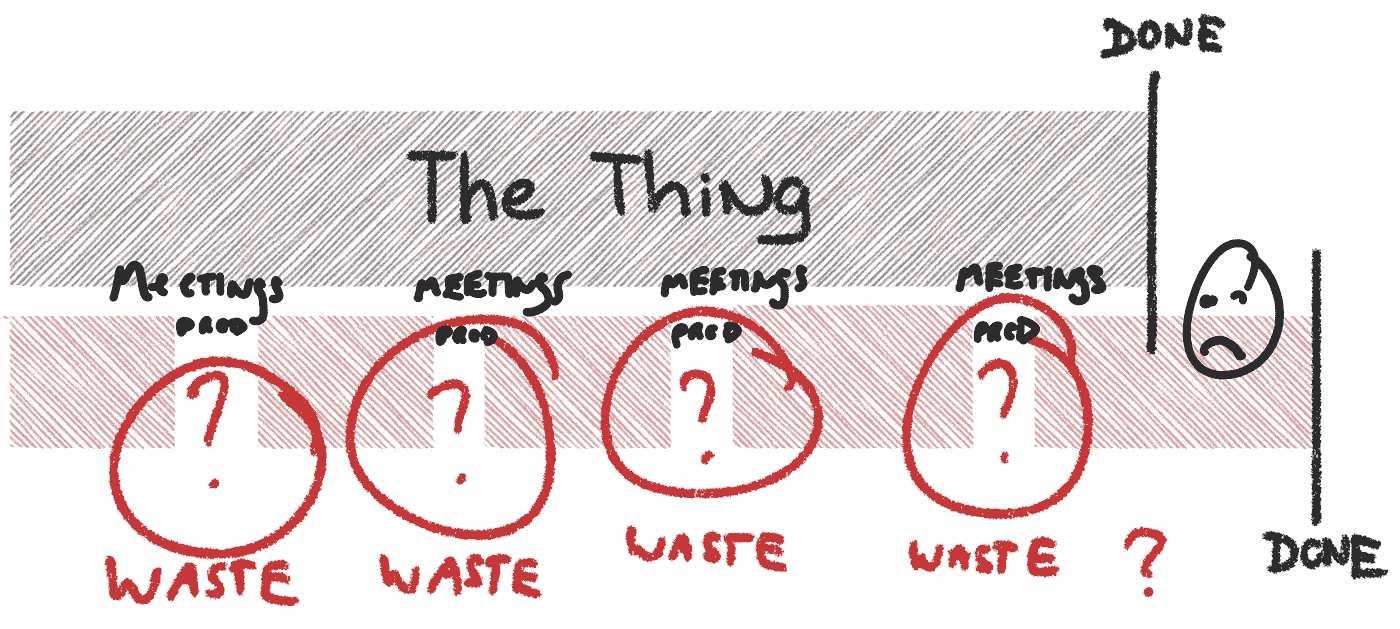 DONE
The Thing
Meetings
PROD
MEETINGS
PROD
MEETINGS
PROD
MEETINGS
PROD
?
?
?
?
WASTE
WASTE
WASTE
WASTE
?
DONE